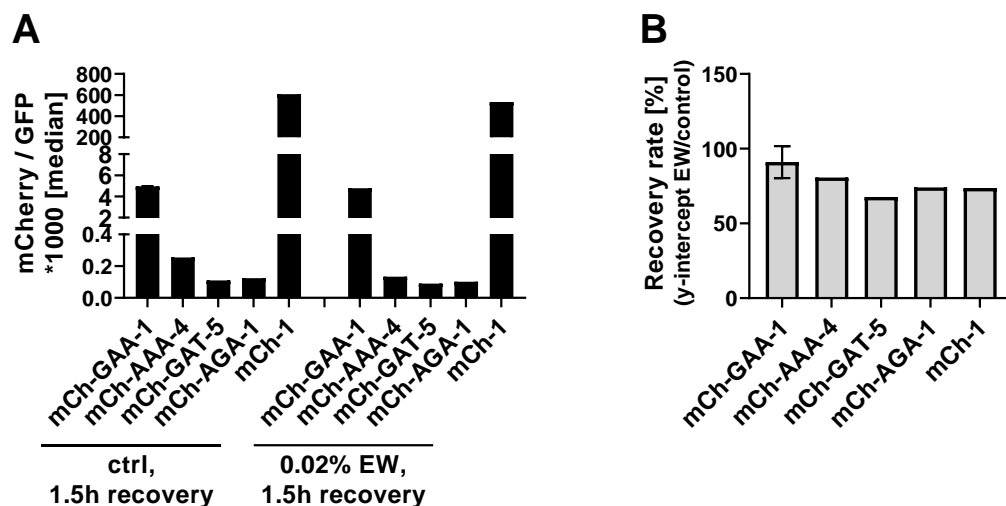 A
mCherry / GFP
*1000 [median]
800
600
400
200
8
6
4
2
0.4
0.2
0.0
mCh-GAA-1
mCh-AAA-4
mCh-GAT-5
mCh-AGA-1
mCh-1
mCh-GAA-1
mCh-AAA-4
mCh-GAT-5
mCh-AGA-1
mCh-1
ctrl,
1.5h recovery
0.02% EW,
1.5h recovery
B
Recovery rate [%]
(y-intercept EW/control)
150
100
50
0
mCh-GAA-1
mCh-AAA-4
mCh-GAT-5
mCh-AGA-1
mCh-1